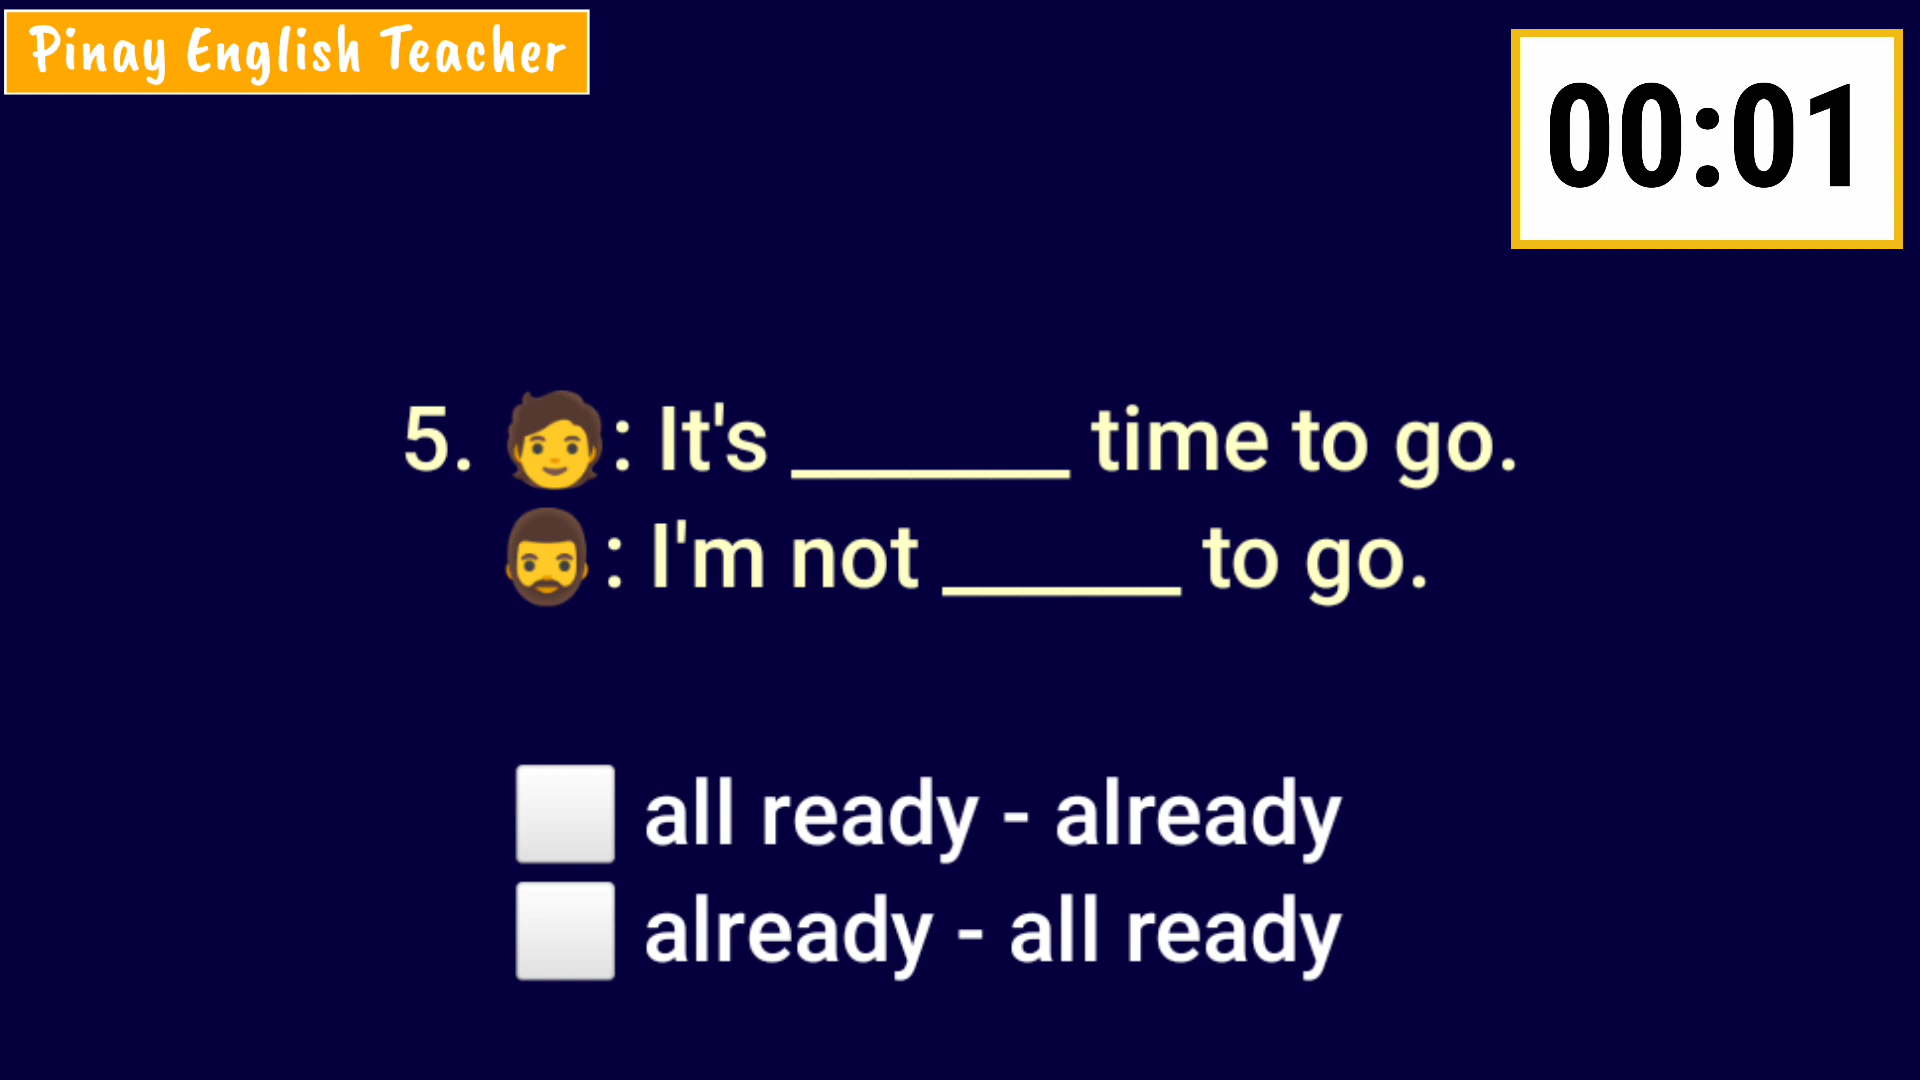 Pinay English Teacher
00:01
5. 🧑: It's _______ time to go.
🧔: I'm not ______ to go.
all ready - already
already - all ready